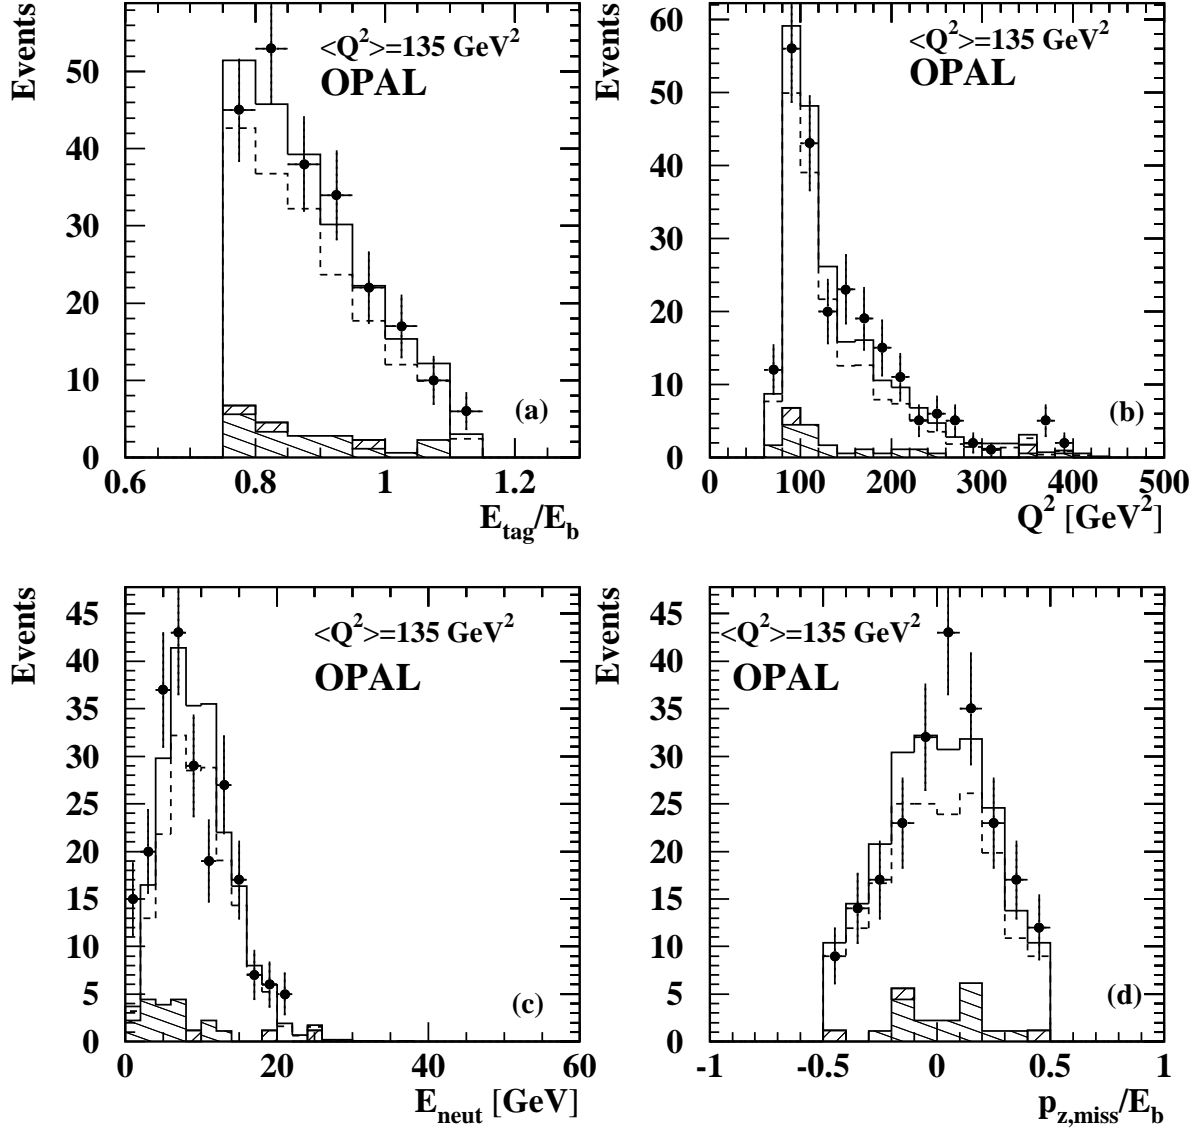 Events
<Q²>=135 GeV²
OPAL
50
40
30
20
10
0
(a)
0.6 0.8 1 1.2
E_tag/E_b
Events
<Q²>=135 GeV²
OPAL
60
50
40
30
20
10
0
(b)
0 100 200 300 400 500
Q² [GeV²]
Events
<Q²>=135 GeV²
OPAL
45
40
35
30
25
20
15
10
5
0
(c)
0 20 40 60
E_neut [GeV]
Events
<Q²>=135 GeV²
OPAL
45
40
35
30
25
20
15
10
5
0
(d)
-1 -0.5 0 0.5 1
p_z,miss/E_b